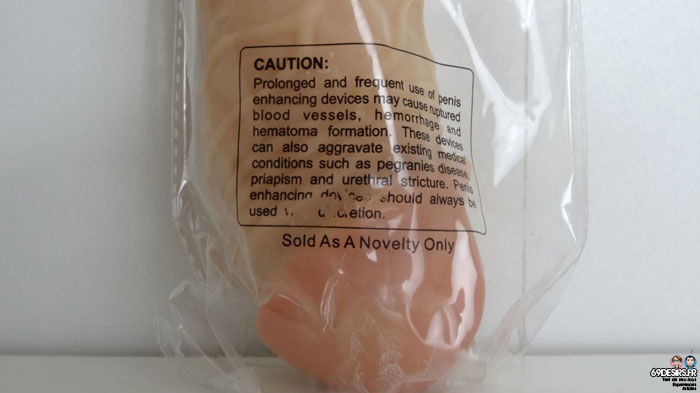 CAUTION:
Prolonged and frequent use of penis
enhancing devices may cause ruptured
blood vessels, hemorrhage and
hematoma formation. These devices
can also aggravate existing medical
conditions such as pegranies disease,
priapism and urethral stricture. Penis
enhancing should always be
used
Sold As A Novelty Only
69DESIRS.FR